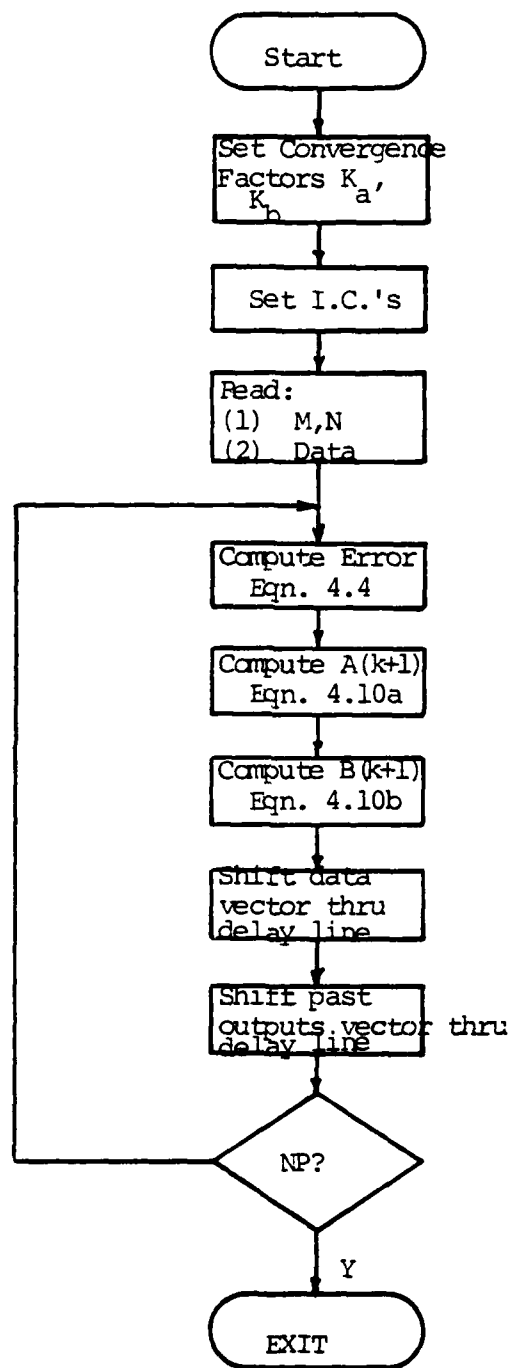 Start
Set Convergence
Factors K_a,
K_b
Set I.C.'s
Read:
(1) M,N
(2) Data
Compute Error
Eqn. 4.4
Compute A(k+1)
Eqn. 4.10a
Compute B(k+1)
Eqn. 4.10b
Shift data
vector thru
delay line
Shift past
outputs vector thru
delay line
NP?
Y
EXIT